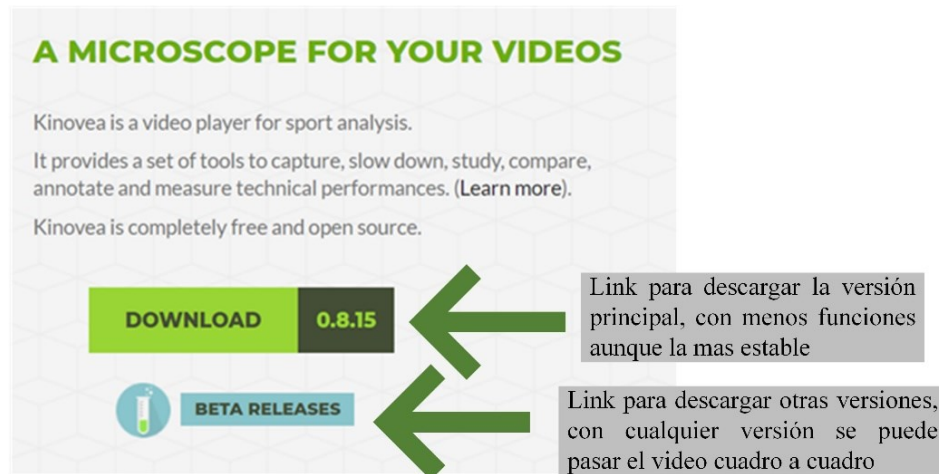 A MICROSCOPE FOR YOUR VIDEOS
Kinovea is a video player for sport analysis.
It provides a set of tools to capture, slow down, study, compare,
annotate and measure technical performances. (Learn more).
Kinovea is completely free and open source.
DOWNLOAD 0.8.15
Link para descargar la versión
principal, con menos funciones
aunque la mas estable
BETA RELEASES
Link para descargar otras versiones,
con cualquier versión se puede
pasar el video cuadro a cuadro